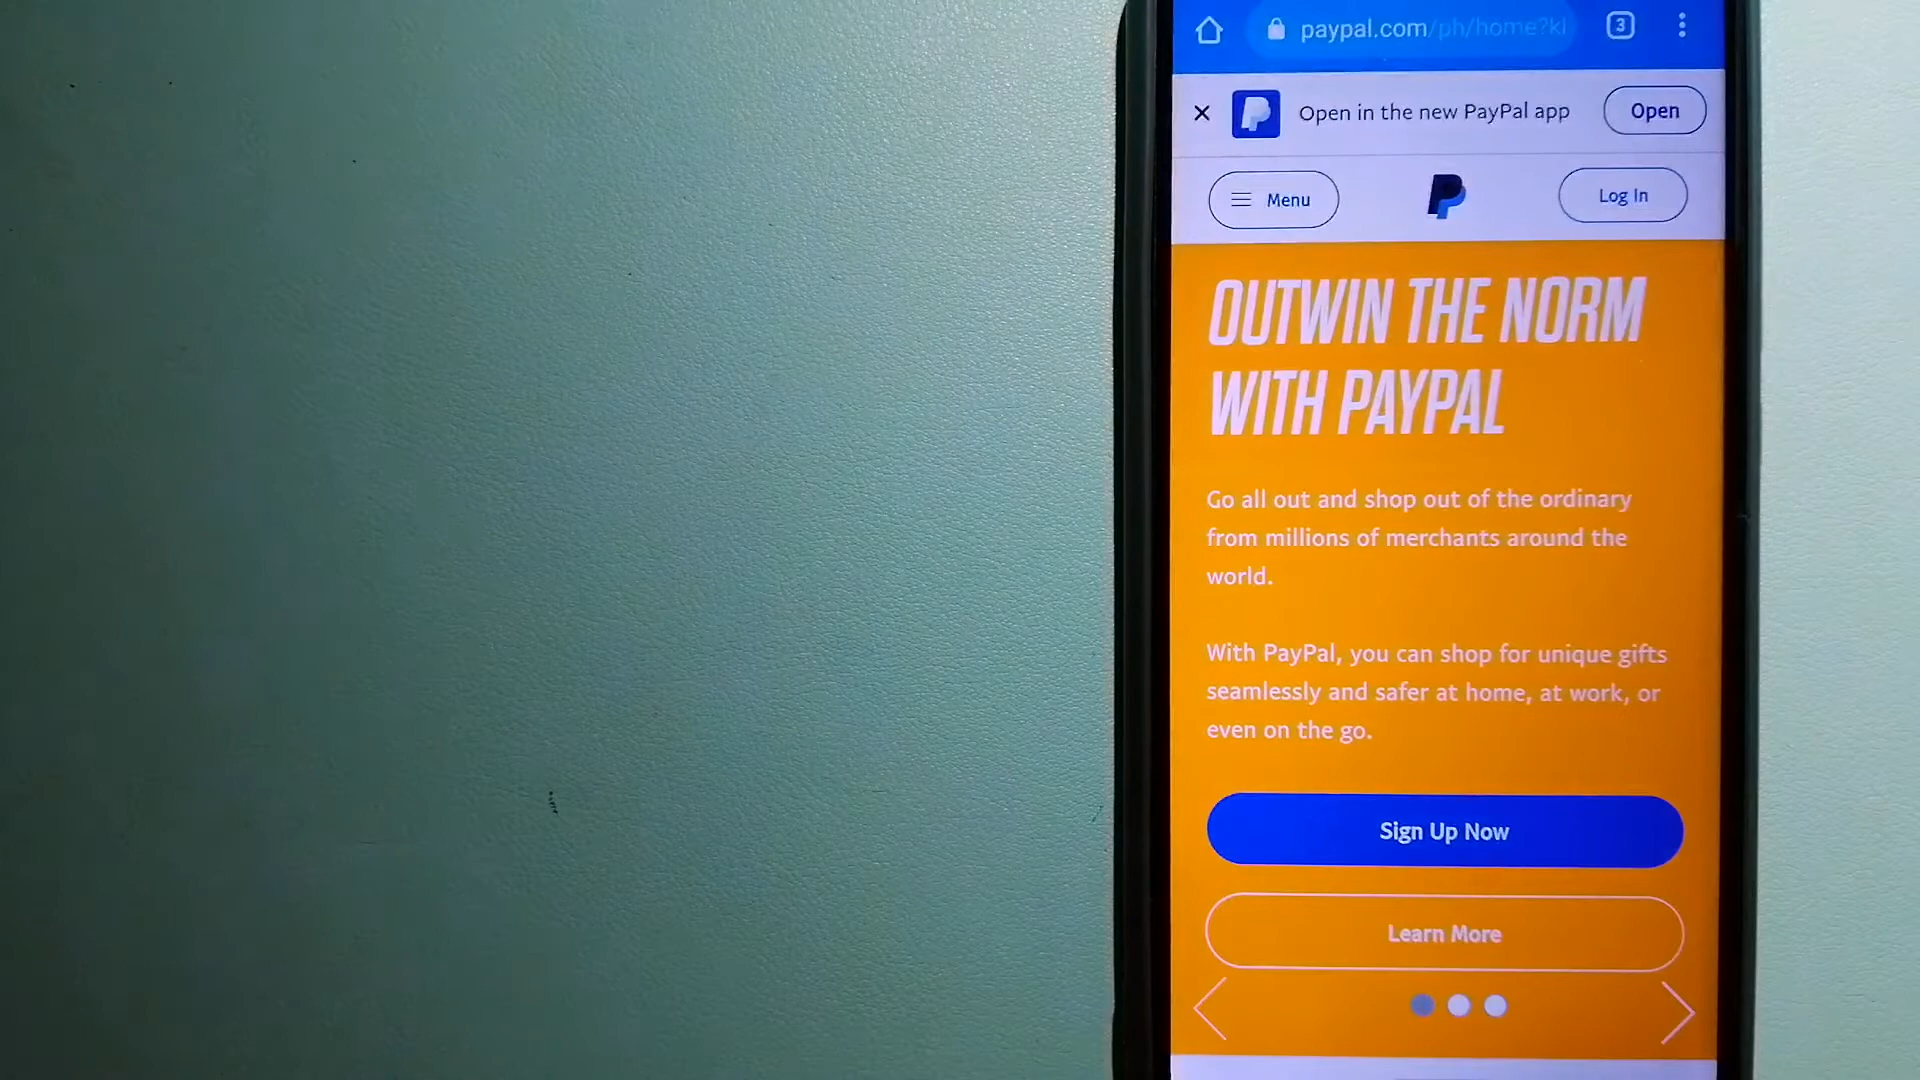 paypal.com/ph/home?kl
3
Open in the new PayPal app
Open
Menu
Log In
OUTWIN THE NORM
WITH PAYPAL
Go all out and shop out of the ordinary
from millions of merchants around the
world.
With PayPal, you can shop for unique gifts
seamlessly and safer at home, at work, or
even on the go.
Sign Up Now
Learn More